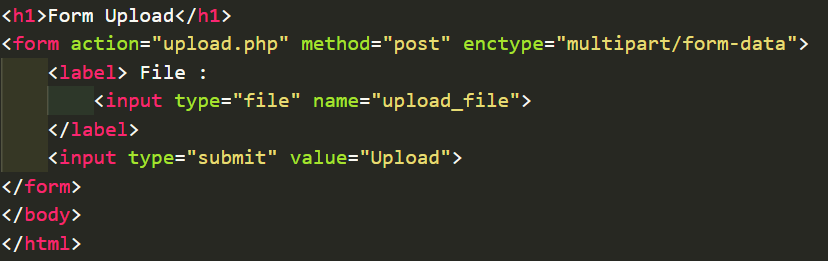 <h1>Form Upload</h1>
<form action="upload.php" method="post" enctype="multipart/form-data">
<label> File :
<input type="file" name="upload_file">
</label>
<input type="submit" value="Upload">
</form>
</body>
</html>